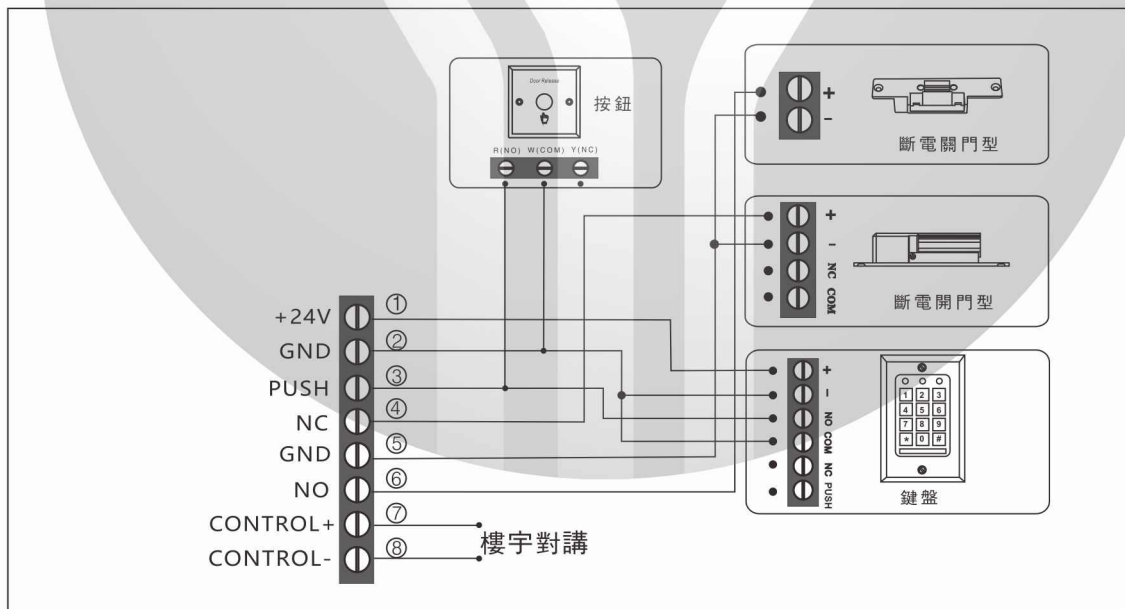 Door Release
按鈕
R(NO) W(COM) Y(NC)
+
-
斷電關門型
+
-
NC
COM
斷電開門型
+24V ①
GND ②
PUSH ③
NC ④
GND ⑤
NO ⑥
CONTROL+ ⑦
CONTROL- ⑧
樓宇對講
+
-
NO
COM
NC
PUSH
1 2 3
4 5 6
7 8 9
* 0 #
鍵盤